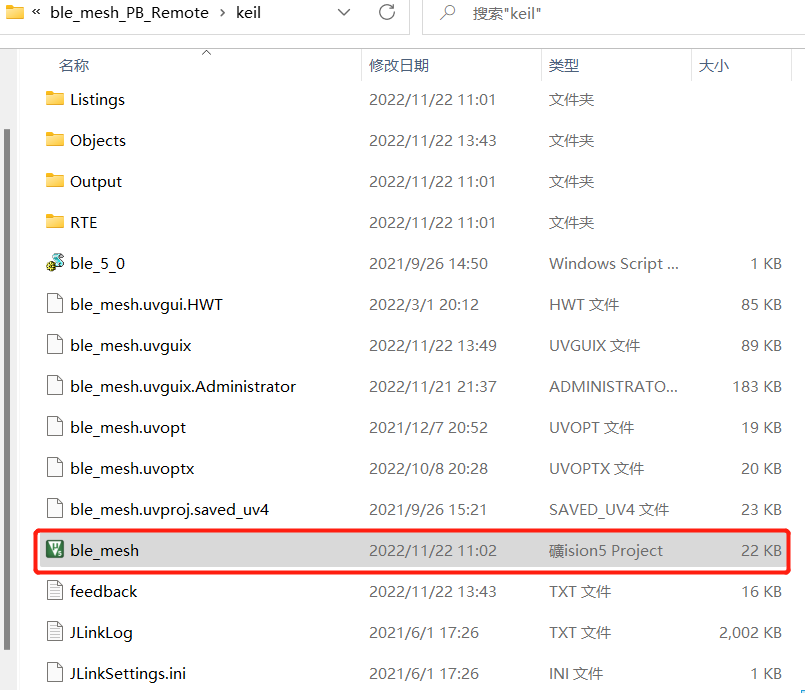 « ble_mesh_PB_Remote › keil 搜索"keil"
名称 修改日期 类型 大小
Listings 2022/11/22 11:01 文件夹
Objects 2022/11/22 13:43 文件夹
Output 2022/11/22 11:01 文件夹
RTE 2022/11/22 11:01 文件夹
ble_5_0 2021/9/26 14:50 Windows Script ... 1 KB
ble_mesh.uvgui.HWT 2022/3/1 20:12 HWT 文件 85 KB
ble_mesh.uvguix 2022/11/22 13:49 UVGUIX 文件 89 KB
ble_mesh.uvguix.Administrator 2022/11/21 21:37 ADMINISTRATO... 183 KB
ble_mesh.uvopt 2021/12/7 20:52 UVOPT 文件 19 KB
ble_mesh.uvoptx 2022/10/8 20:28 UVOPTX 文件 20 KB
ble_mesh.uvproj.saved_uv4 2021/9/26 15:21 SAVED_UV4 文件 23 KB
ble_mesh 2022/11/22 11:02 礦ision5 Project 22 KB
feedback 2022/11/22 13:43 TXT 文件 16 KB
JLinkLog 2021/6/1 17:26 TXT 文件 2,002 KB
JLinkSettings.ini 2021/6/1 17:26 INI 文件 1 KB